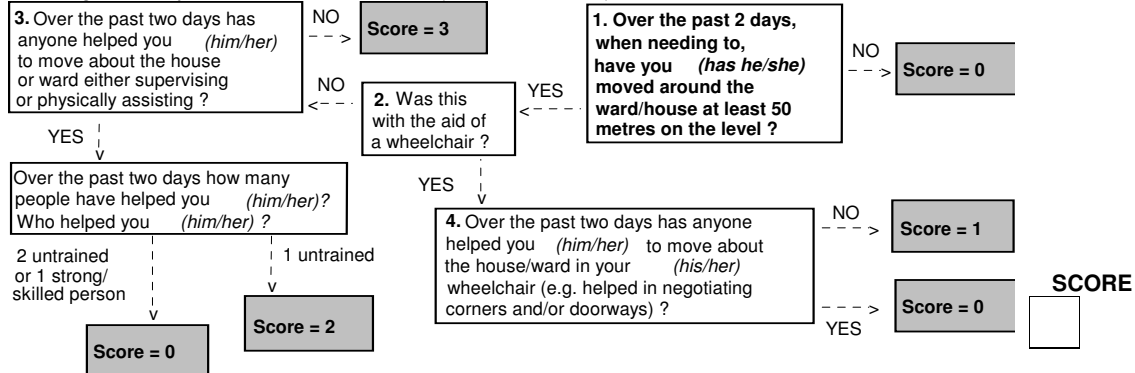 1. Over the past 2 days,
when needing to,
have you (has he/she)
moved around the
ward/house at least 50
metres on the level ?
NO
Score = 0
YES
2. Was this
with the aid of
a wheelchair ?
NO
3. Over the past two days has
anyone helped you (him/her)
to move about the house
or ward either supervising
or physically assisting ?
NO
Score = 3
YES
Over the past two days how many
people have helped you (him/her)?
Who helped you (him/her) ?
2 untrained
or 1 strong/
skilled person
Score = 0
1 untrained
Score = 2
YES
4. Over the past two days has anyone
helped you (him/her) to move about
the house/ward in your (his/her)
wheelchair (e.g. helped in negotiating
corners and/or doorways) ?
NO
Score = 1
YES
Score = 0
SCORE